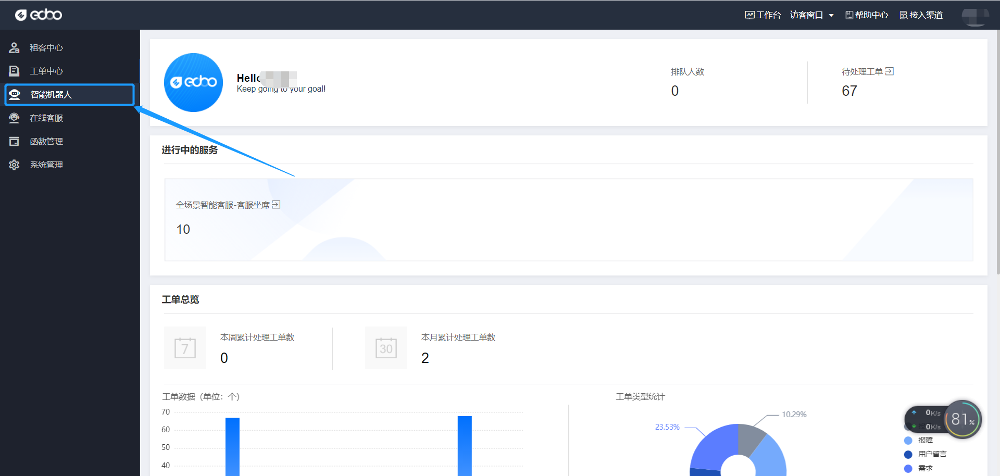 edbo
工作台
访客窗口
帮助中心
接入渠道
租客中心
工单中心
智能机器人
在线客服
函数管理
系统管理
edbo
Hello
Keep going to your goal!
排队人数
0
待处理工单
67
进行中的服务
全场景智能客服-客服坐席
10
工单总览
7
本周累计处理工单数
0
30
本月累计处理工单数
2
工单数据（单位：个）
70
60
50
40
工单类型统计
10.29%
23.53%
0K/s
0K/s
81%
报障
用户留言
需求